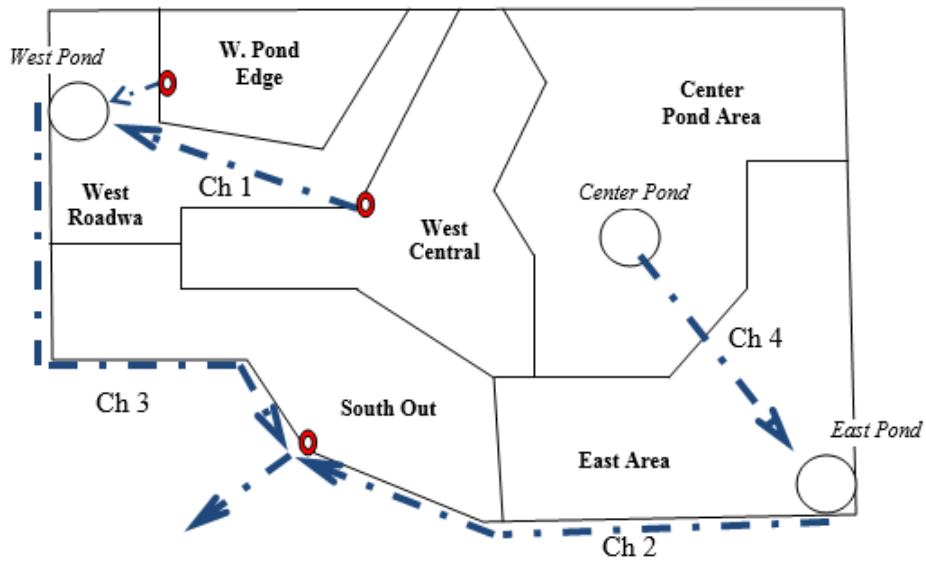 West Pond
W. Pond
Edge
Center
Pond Area
Ch 1
West
Roadwa
Center Pond
West
Central
Ch 4
Ch 3
South Out
East Pond
East Area
Ch 2